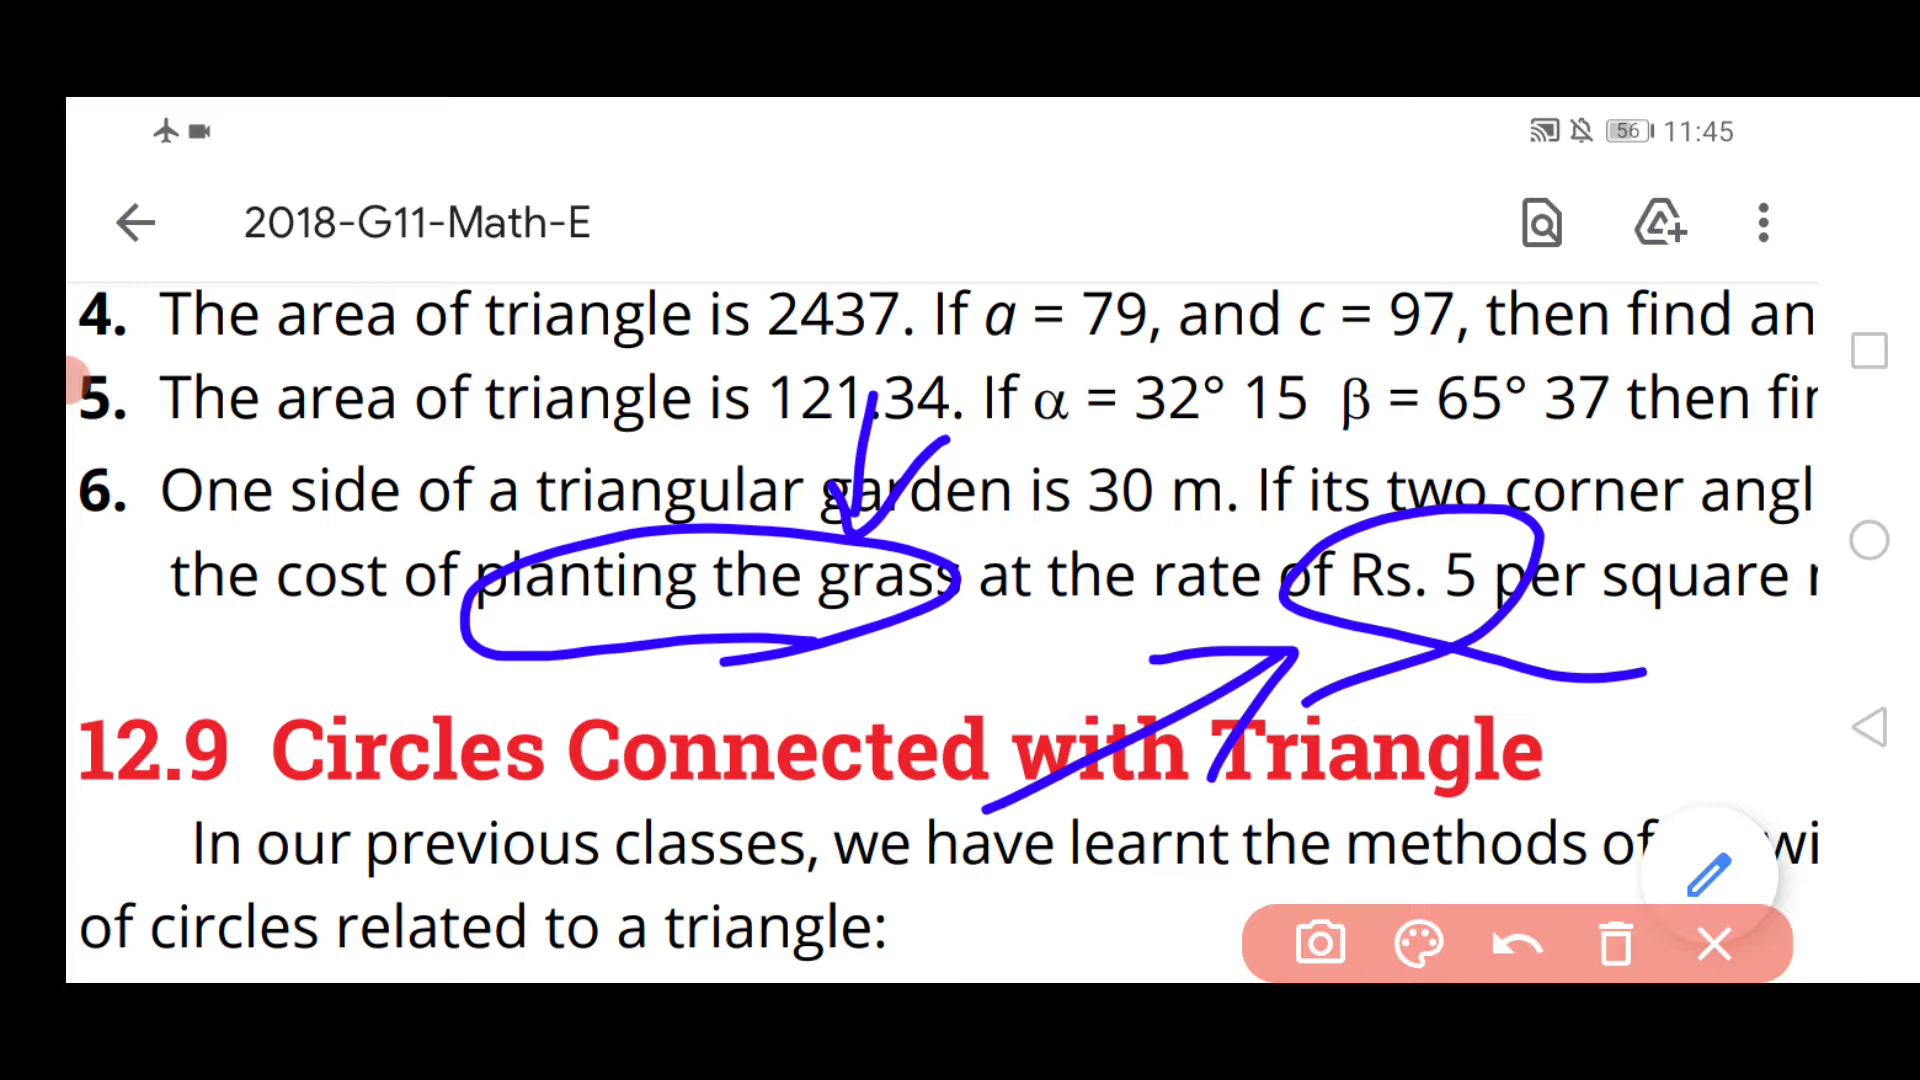 56 11:45
2018-G11-Math-E
4. The area of triangle is 2437. If a = 79, and c = 97, then find an
5. The area of triangle is 121.34. If α = 32° 15 β = 65° 37 then fin
6. One side of a triangular garden is 30 m. If its two corner angl
the cost of planting the grass at the rate of Rs. 5 per square
12.9 Circles Connected with Triangle
In our previous classes, we have learnt the methods of
of circles related to a triangle: